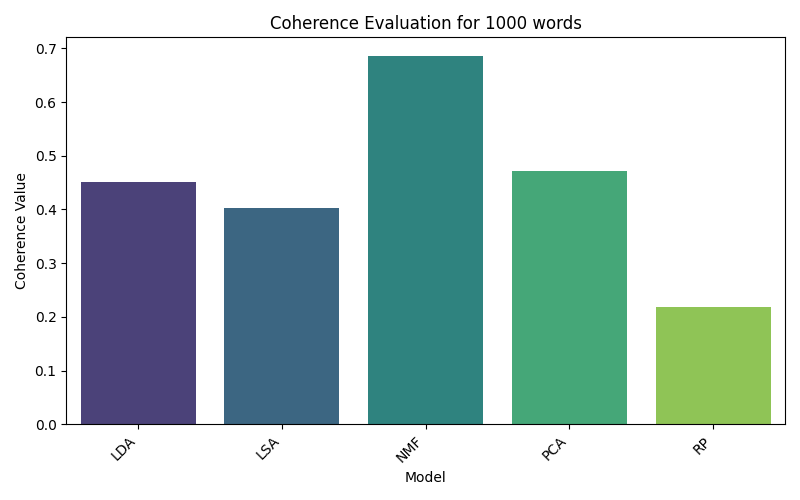 Coherence Evaluation for 1000 words
Coherence Value
0.7
0.6
0.5
0.4
0.3
0.2
0.1
0.0
LDA
LSA
NMF
PCA
RP
Model